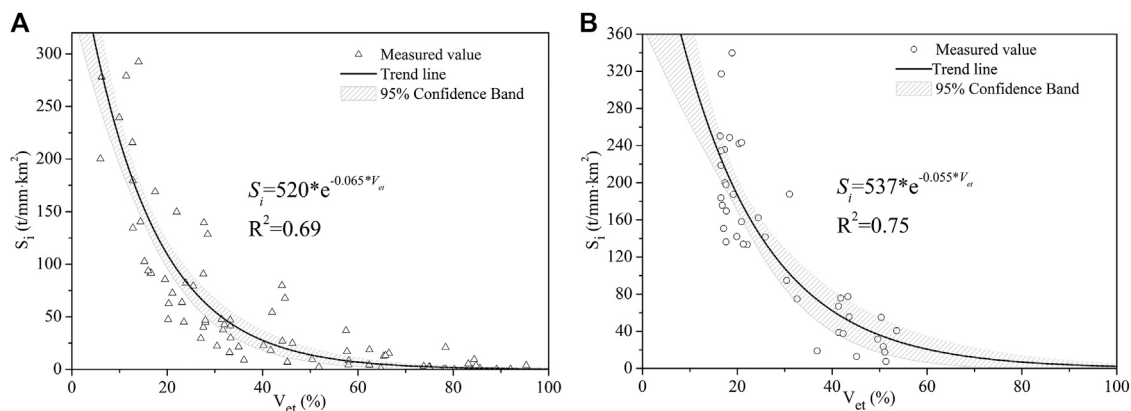 A
300
250
200
150
100
50
0
S_i (t/mm·km²)
Measured value
Trend line
95% Confidence Band
S_i=520*e^-0.065*V_et
R²=0.69
0 20 40 60 80 100
V_et (%)
B
360
320
280
240
200
160
120
80
40
0
S_i (t/mm·km²)
Measured value
Trend line
95% Confidence Band
S_i=537*e^-0.055*V_et
R²=0.75
0 20 40 60 80 100
V_et (%)